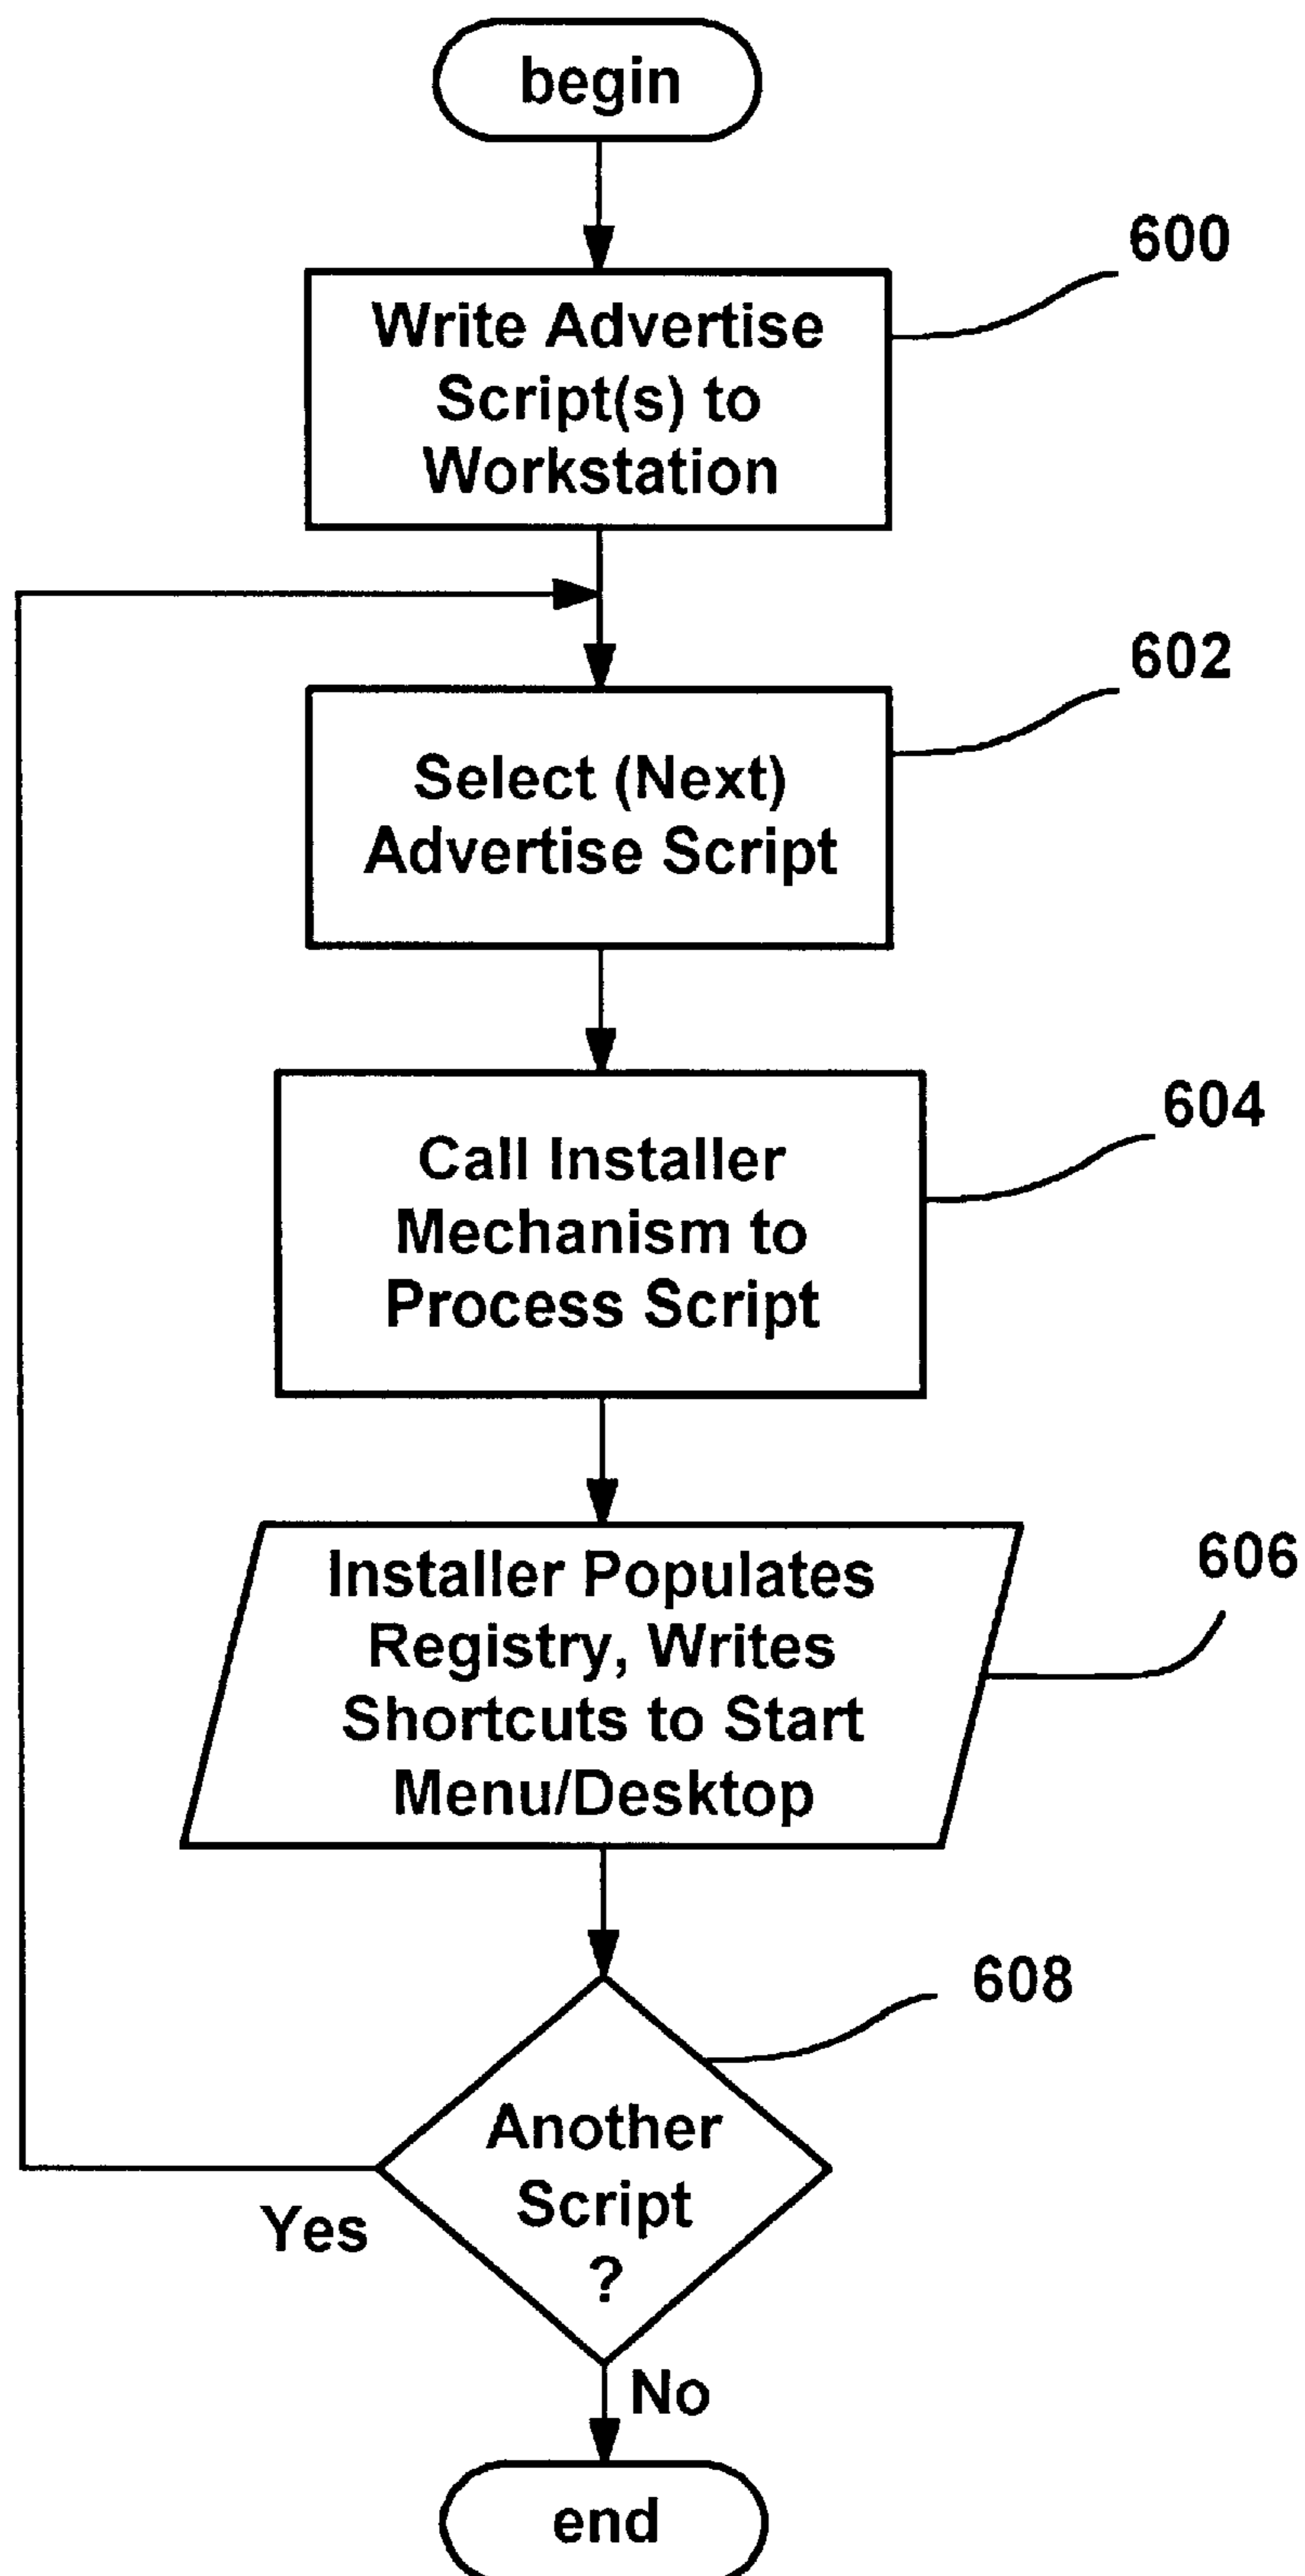 begin
600
Write Advertise
Script(s) to
Workstation
602
Select (Next)
Advertise Script
604
Call Installer
Mechanism to
Process Script
606
Installer Populates
Registry, Writes
Shortcuts to Start
Menu/Desktop
608
Another
Script
?
Yes
No
end